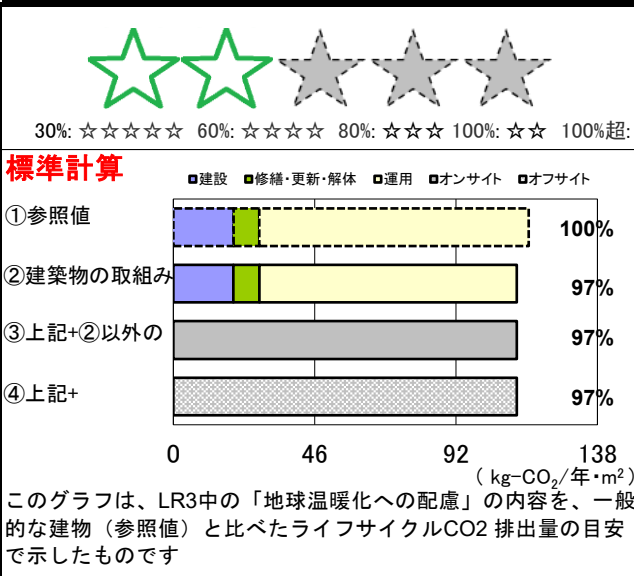 30%: ☆☆☆☆☆ 60%: ☆☆☆☆ 80%: ☆☆☆ 100%: ☆☆ 100%超:
標準計算
建設 修繕・更新・解体 運用 オンサイト オフサイト
①参照値 100%
②建築物の取組み 97%
③上記+②以外の 97%
④上記+ 97%
0 46 92 138
( kg-CO2/年・m²)
このグラフは、LR3中の「地球温暖化への配慮」の内容を、一般
的な建物（参照値）と比べたライフサイクルCO2 排出量の目安
で示したものです